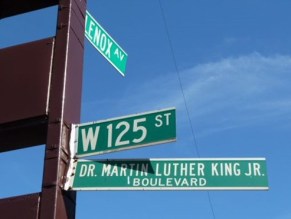 LENOX AV
W 125 ST
DR. MARTIN LUTHER KING JR.
BOULEVARD